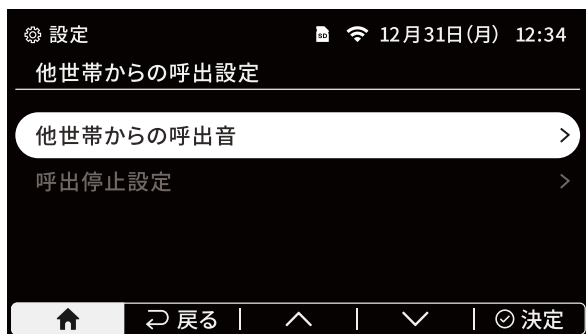 設定 SD 12月31日(月) 12:34
他世帯からの呼出設定
他世帯からの呼出音
呼出停止設定
戻る 決定